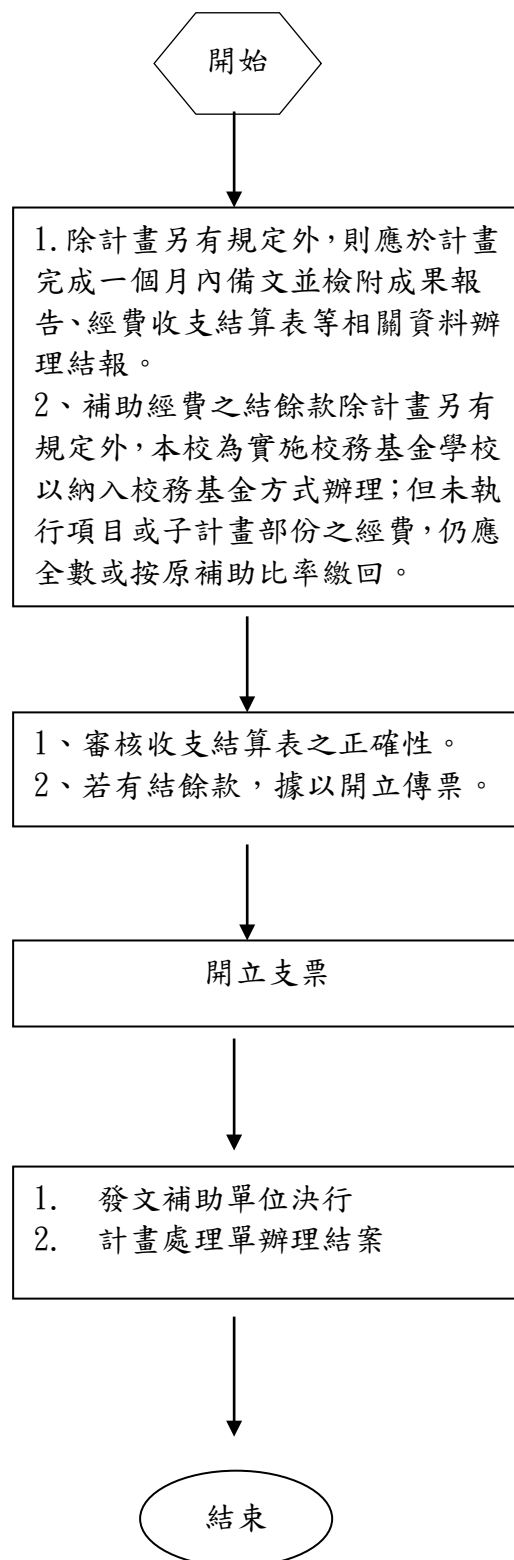 開始
1.除計畫另有規定外，則應於計畫
完成一個月內備文並檢附成果報
告、經費收支結算表等相關資料辦
理結報。
2、補助經費之結餘款除計畫另有
規定外，本校為實施校務基金學校
以納入校務基金方式辦理；但未執
行項目或子計畫部份之經費，仍應
全數或按原補助比率繳回。
1、審核收支結算表之正確性。
2、若有結餘款，據以開立傳票。
開立支票
1. 發文補助單位決行
2. 計畫處理單辦理結案
結束